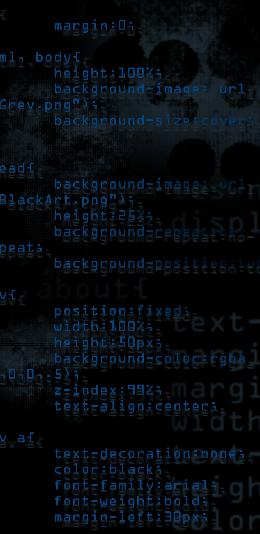 {
margin:0;
ml, body{
height:100%;
background-image: url
Grey.png");
background-size:cover;
ead{
background-image: url
BlackArt.png");
height:25%;
background-repeat:no-
peat;
background-position:to
v{
position:fixed;
width:100%;
height:50px;
background-color:rgba
,0,0,.5);
z-index:99%;
text-align:center;
v a{
text-decoration:none;
color:black;
font-family:arial;
font-weight:bold;
margin-left:30px;
displ
about{
text-
margi
width
text-